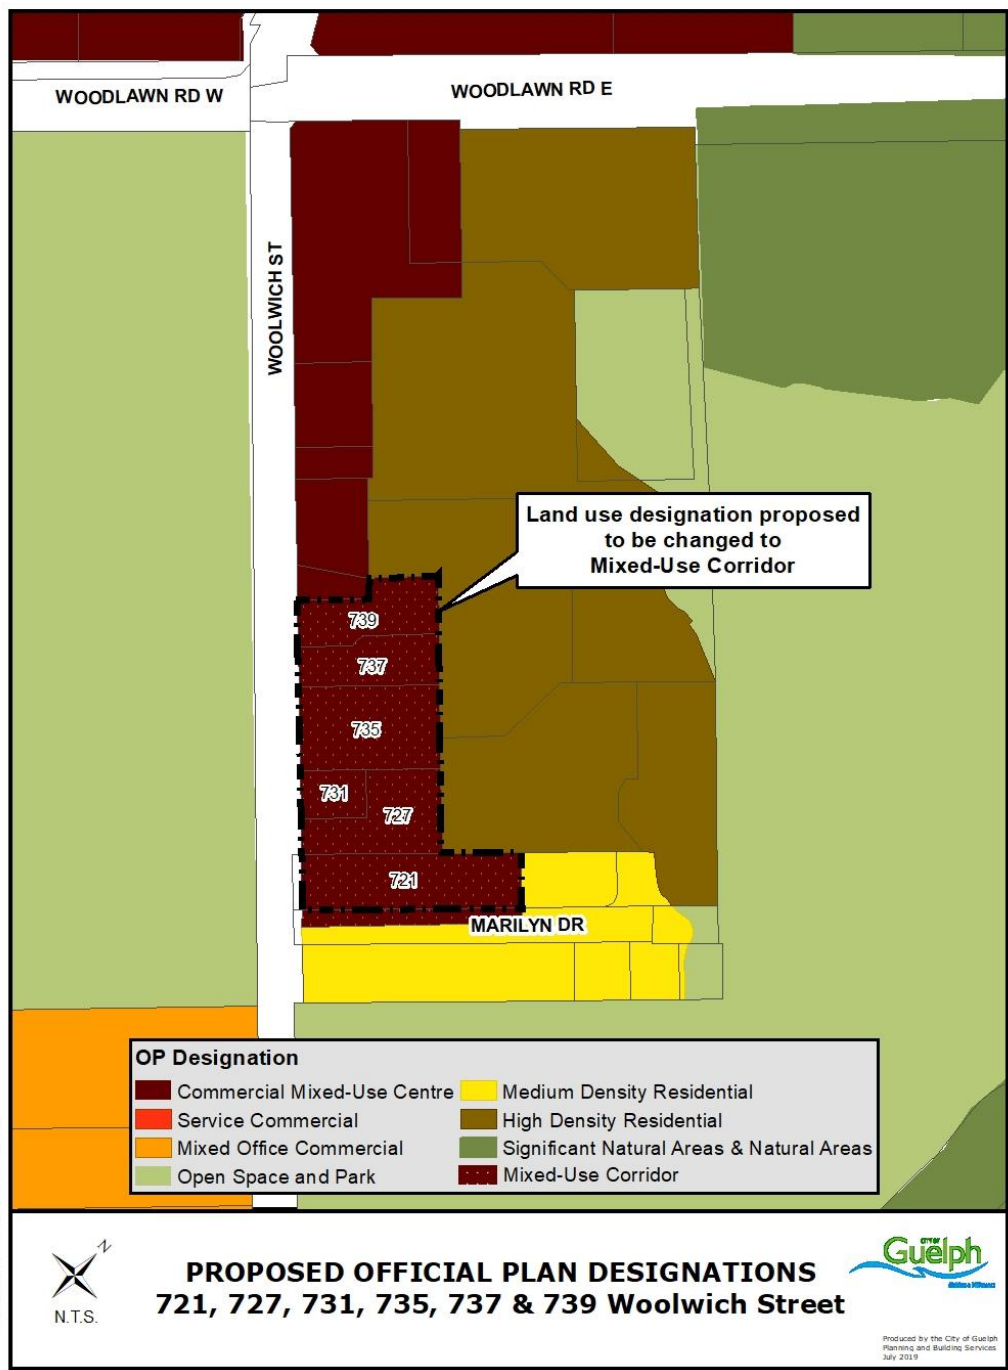 WOODLAWN RD W
WOODLAWN RD E
WOOLWICH ST
Land use designation proposed
to be changed to
Mixed-Use Corridor
739
737
735
731
727
721
MARILYN DR
OP Designation
Commercial Mixed-Use Centre
Service Commercial
Mixed Office Commercial
Open Space and Park
Medium Density Residential
High Density Residential
Significant Natural Areas & Natural Areas
Mixed-Use Corridor
N
N.T.S.
PROPOSED OFFICIAL PLAN DESIGNATIONS
721, 727, 731, 735, 737 & 739 Woolwich Street
CITY OF
Guelph
Produced by the City of Guelph
Planning and Building Services
July 2019